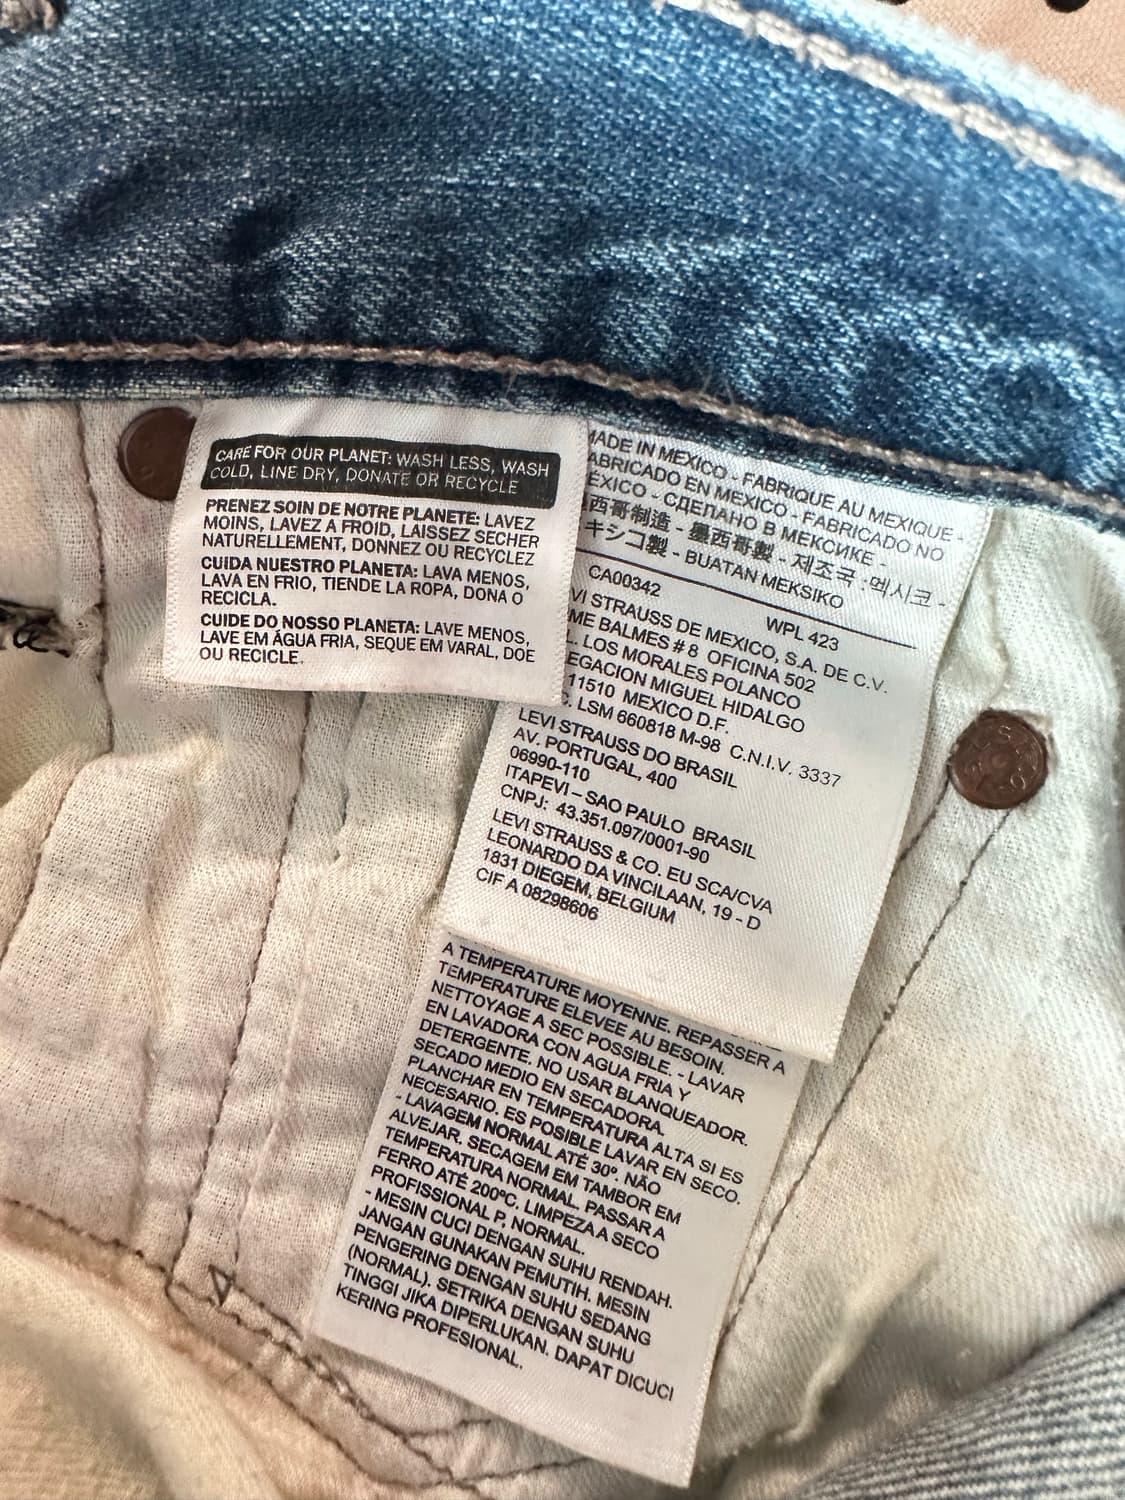 CARE FOR OUR PLANET: WASH LESS, WASH
COLD, LINE DRY, DONATE OR RECYCLE
PRENEZ SOIN DE NOTRE PLANETE: LAVEZ
MOINS, LAVEZ A FROID, LAISSEZ SECHER
NATURELLEMENT, DONNEZ OU RECYCLEZ
CUIDA NUESTRO PLANETA: LAVA MENOS,
LAVA EN FRIO, TIENDE LA ROPA, DONA O
RECICLA.
CUIDE DO NOSSO PLANETA: LAVE MENOS,
LAVE EM ÁGUA FRIA, SEQUE EM VARAL, DOE
OU RECICLE.
MADE IN MEXICO - FABRIQUE AU MEXIQUE -
ABRICADO EN MEXICO - FABRICADO NO
ÉXICO - СДЕЛАНО В МЕКСИКЕ -
西哥制造 - 墨西哥製 - 제조국 :멕시코 -
キシコ製 - BUATAN MEKSIKO
CA00342 WPL 423
VI STRAUSS DE MEXICO, S.A. DE C.V.
ME BALMES # 8 OFICINA 502
L. LOS MORALES POLANCO
EGACION MIGUEL HIDALGO
11510 MEXICO D.F.
C. LSM 660818 M-98 C.N.I.V. 3337
LEVI STRAUSS DO BRASIL
AV. PORTUGAL, 400
06990-110
ITAPEVI – SAO PAULO BRASIL
CNPJ: 43.351.097/0001-90
LEVI STRAUSS & CO. EU SCA/CVA
LEONARDO DA VINCILAAN, 19 - D
1831 DIEGEM, BELGIUM
CIF A 08298606
A TEMPERATURE MOYENNE. REPASSER A
TEMPERATURE ELEVEE AU BESOIN.
NETTOYAGE A SEC POSSIBLE. - LAVAR
EN LAVADORA CON AGUA FRIA Y
DETERGENTE. NO USAR BLANQUEADOR.
SECADO MEDIO EN SECADORA.
PLANCHAR EN TEMPERATURA ALTA SI ES
NECESARIO. ES POSIBLE LAVAR EN SECO.
- LAVAGEM NORMAL ATÉ 30º. NÃO
ALVEJAR. SECAGEM EM TAMBOR EM
TEMPERATURA NORMAL. PASSAR A
FERRO ATÉ 200ºC. LIMPEZA A SECO
PROFISSIONAL P, NORMAL.
- MESIN CUCI DENGAN SUHU RENDAH.
JANGAN GUNAKAN PEMUTIH. MESIN
PENGERING DENGAN SUHU SEDANG
(NORMAL). SETRIKA DENGAN SUHU
TINGGI JIKA DIPERLUKAN. DAPAT DICUCI
KERING PROFESIONAL.